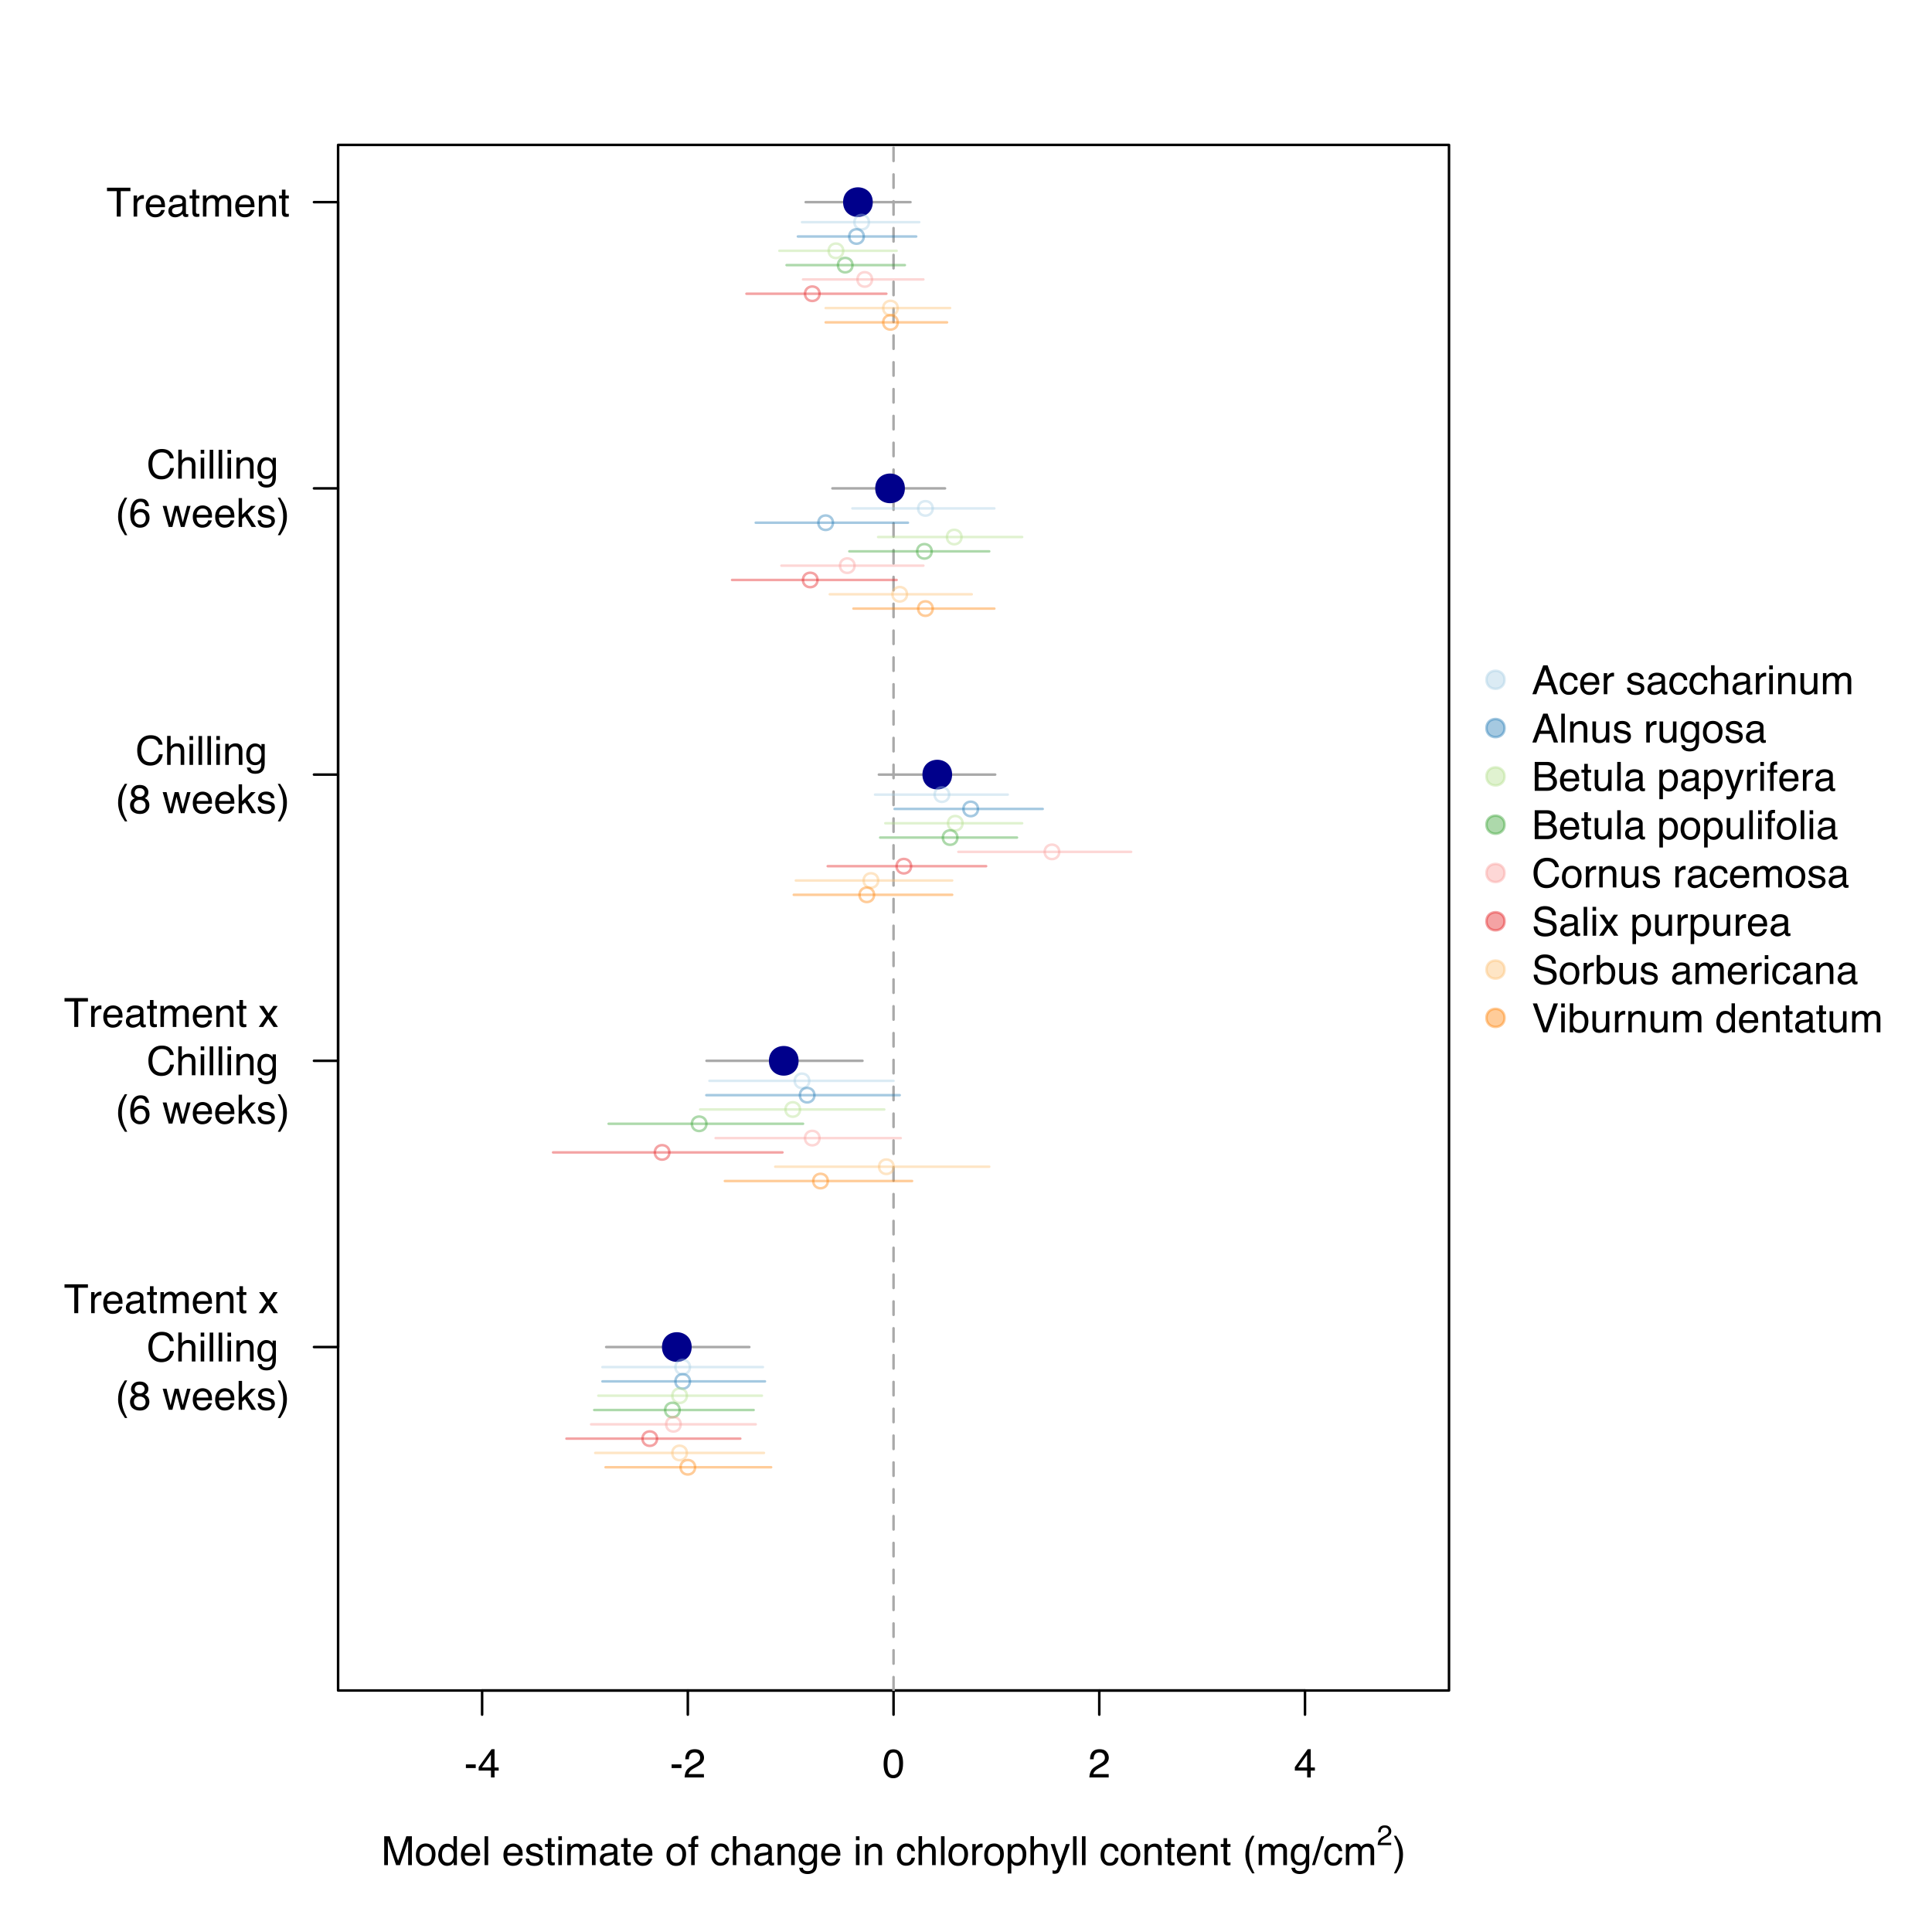 Treatment
Chilling
(6 weeks)
Chilling
(8 weeks)
Treatment x
Chilling
(6 weeks)
Treatment x
Chilling
(8 weeks)
Acer saccharinum
Alnus rugosa
Betula papyrifera
Betula populifolia
Cornus racemosa
Salix purpurea
Sorbus americana
Viburnum dentatum
-4 -2 0 2 4
Model estimate of change in chlorophyll content (mg/cm²)